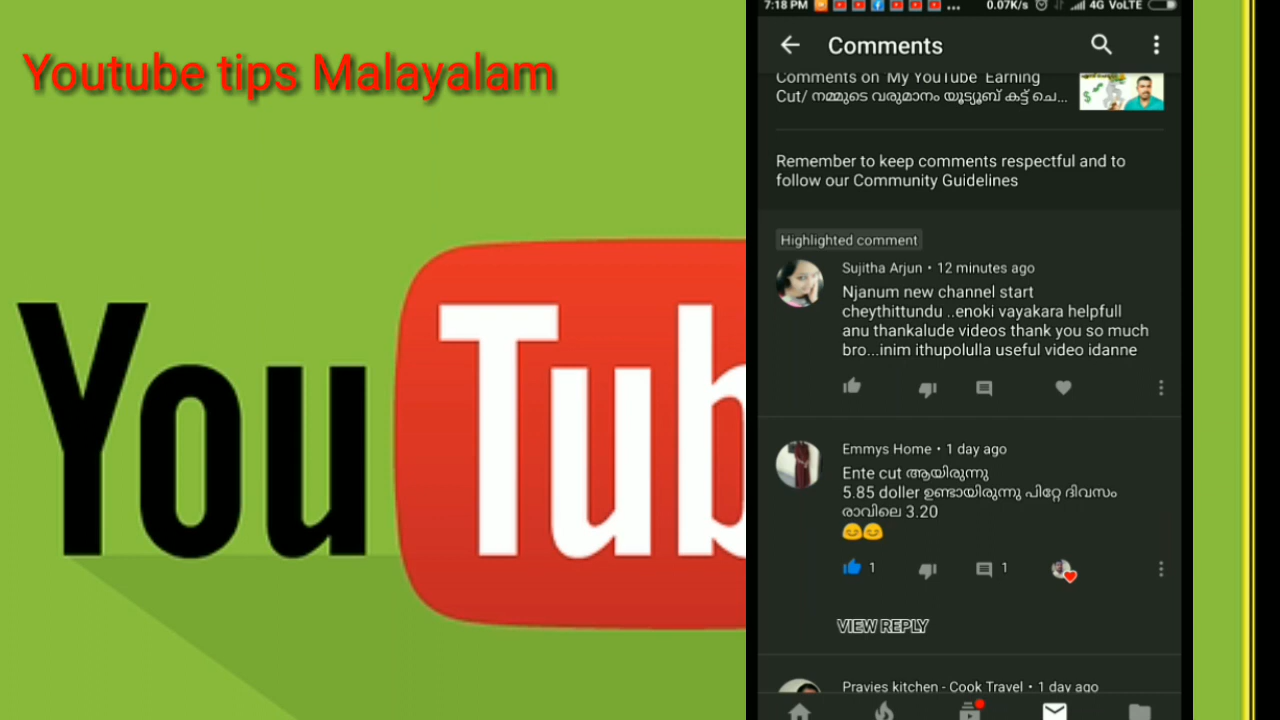 Youtube tips Malayalam
You Tub
7:18 PM ... 0.07K/s 4G VoLTE
Comments
Comments on 'My YouTube Earning
Cut/ നമ്മുടെ വരുമാനം യൂട്യൂബ് കട്ട് ചെ...
Remember to keep comments respectful and to
follow our Community Guidelines
Highlighted comment
Sujitha Arjun • 12 minutes ago
Njanum new channel start
cheythittundu ..enoki vayakara helpfull
anu thankalude videos thank you so much
bro...inim ithupolulla useful video idanne
Emmys Home • 1 day ago
Ente cut ആയിരുന്നു
5.85 doller ഉണ്ടായിരുന്നു പിറ്റേ ദിവസം
രാവിലെ 3.20
😊😊
1 1
VIEW REPLY
Pravies kitchen - Cook Travel • 1 day ago